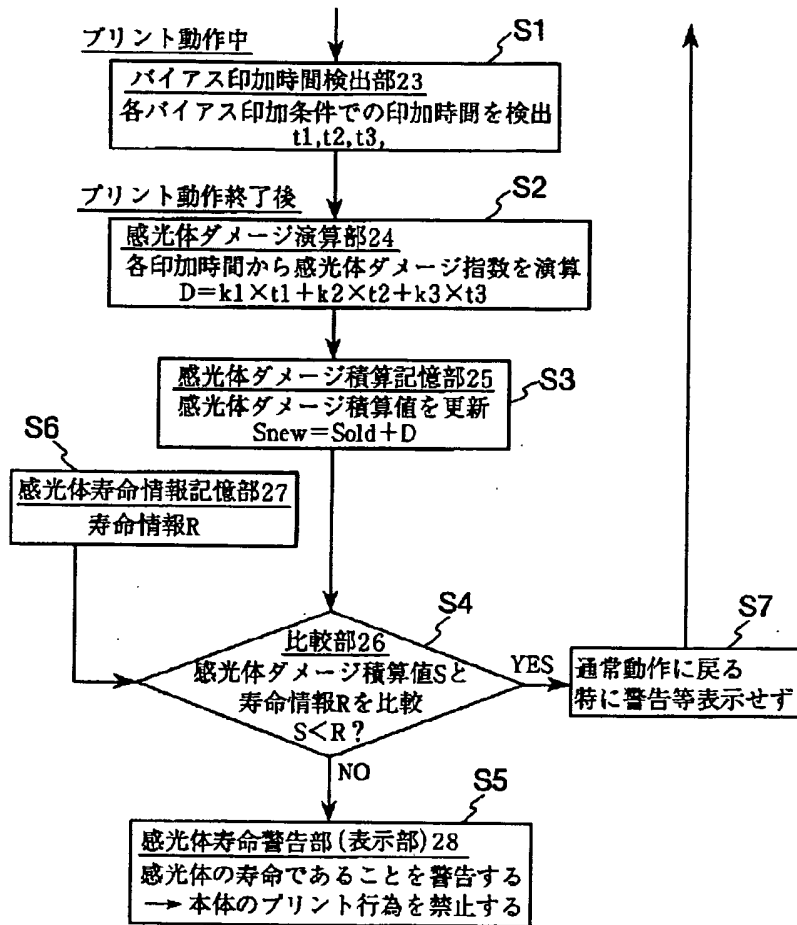 プリント動作中
S1
バイアス印加時間検出部23
各バイアス印加条件での印加時間を検出
t1,t2,t3,
プリント動作終了後
S2
感光体ダメージ演算部24
各印加時間から感光体ダメージ指数を演算
D=k1×t1+k2×t2+k3×t3
感光体ダメージ積算記憶部25
S3
感光体ダメージ積算値を更新
Snew=Sold+D
S6
感光体寿命情報記憶部27
寿命情報R
S4
比較部26
感光体ダメージ積算値Sと
寿命情報Rを比較
S<R?
YES
S7
通常動作に戻る
特に警告等表示せず
NO
S5
感光体寿命警告部(表示部)28
感光体の寿命であることを警告する
→本体のプリント行為を禁止する